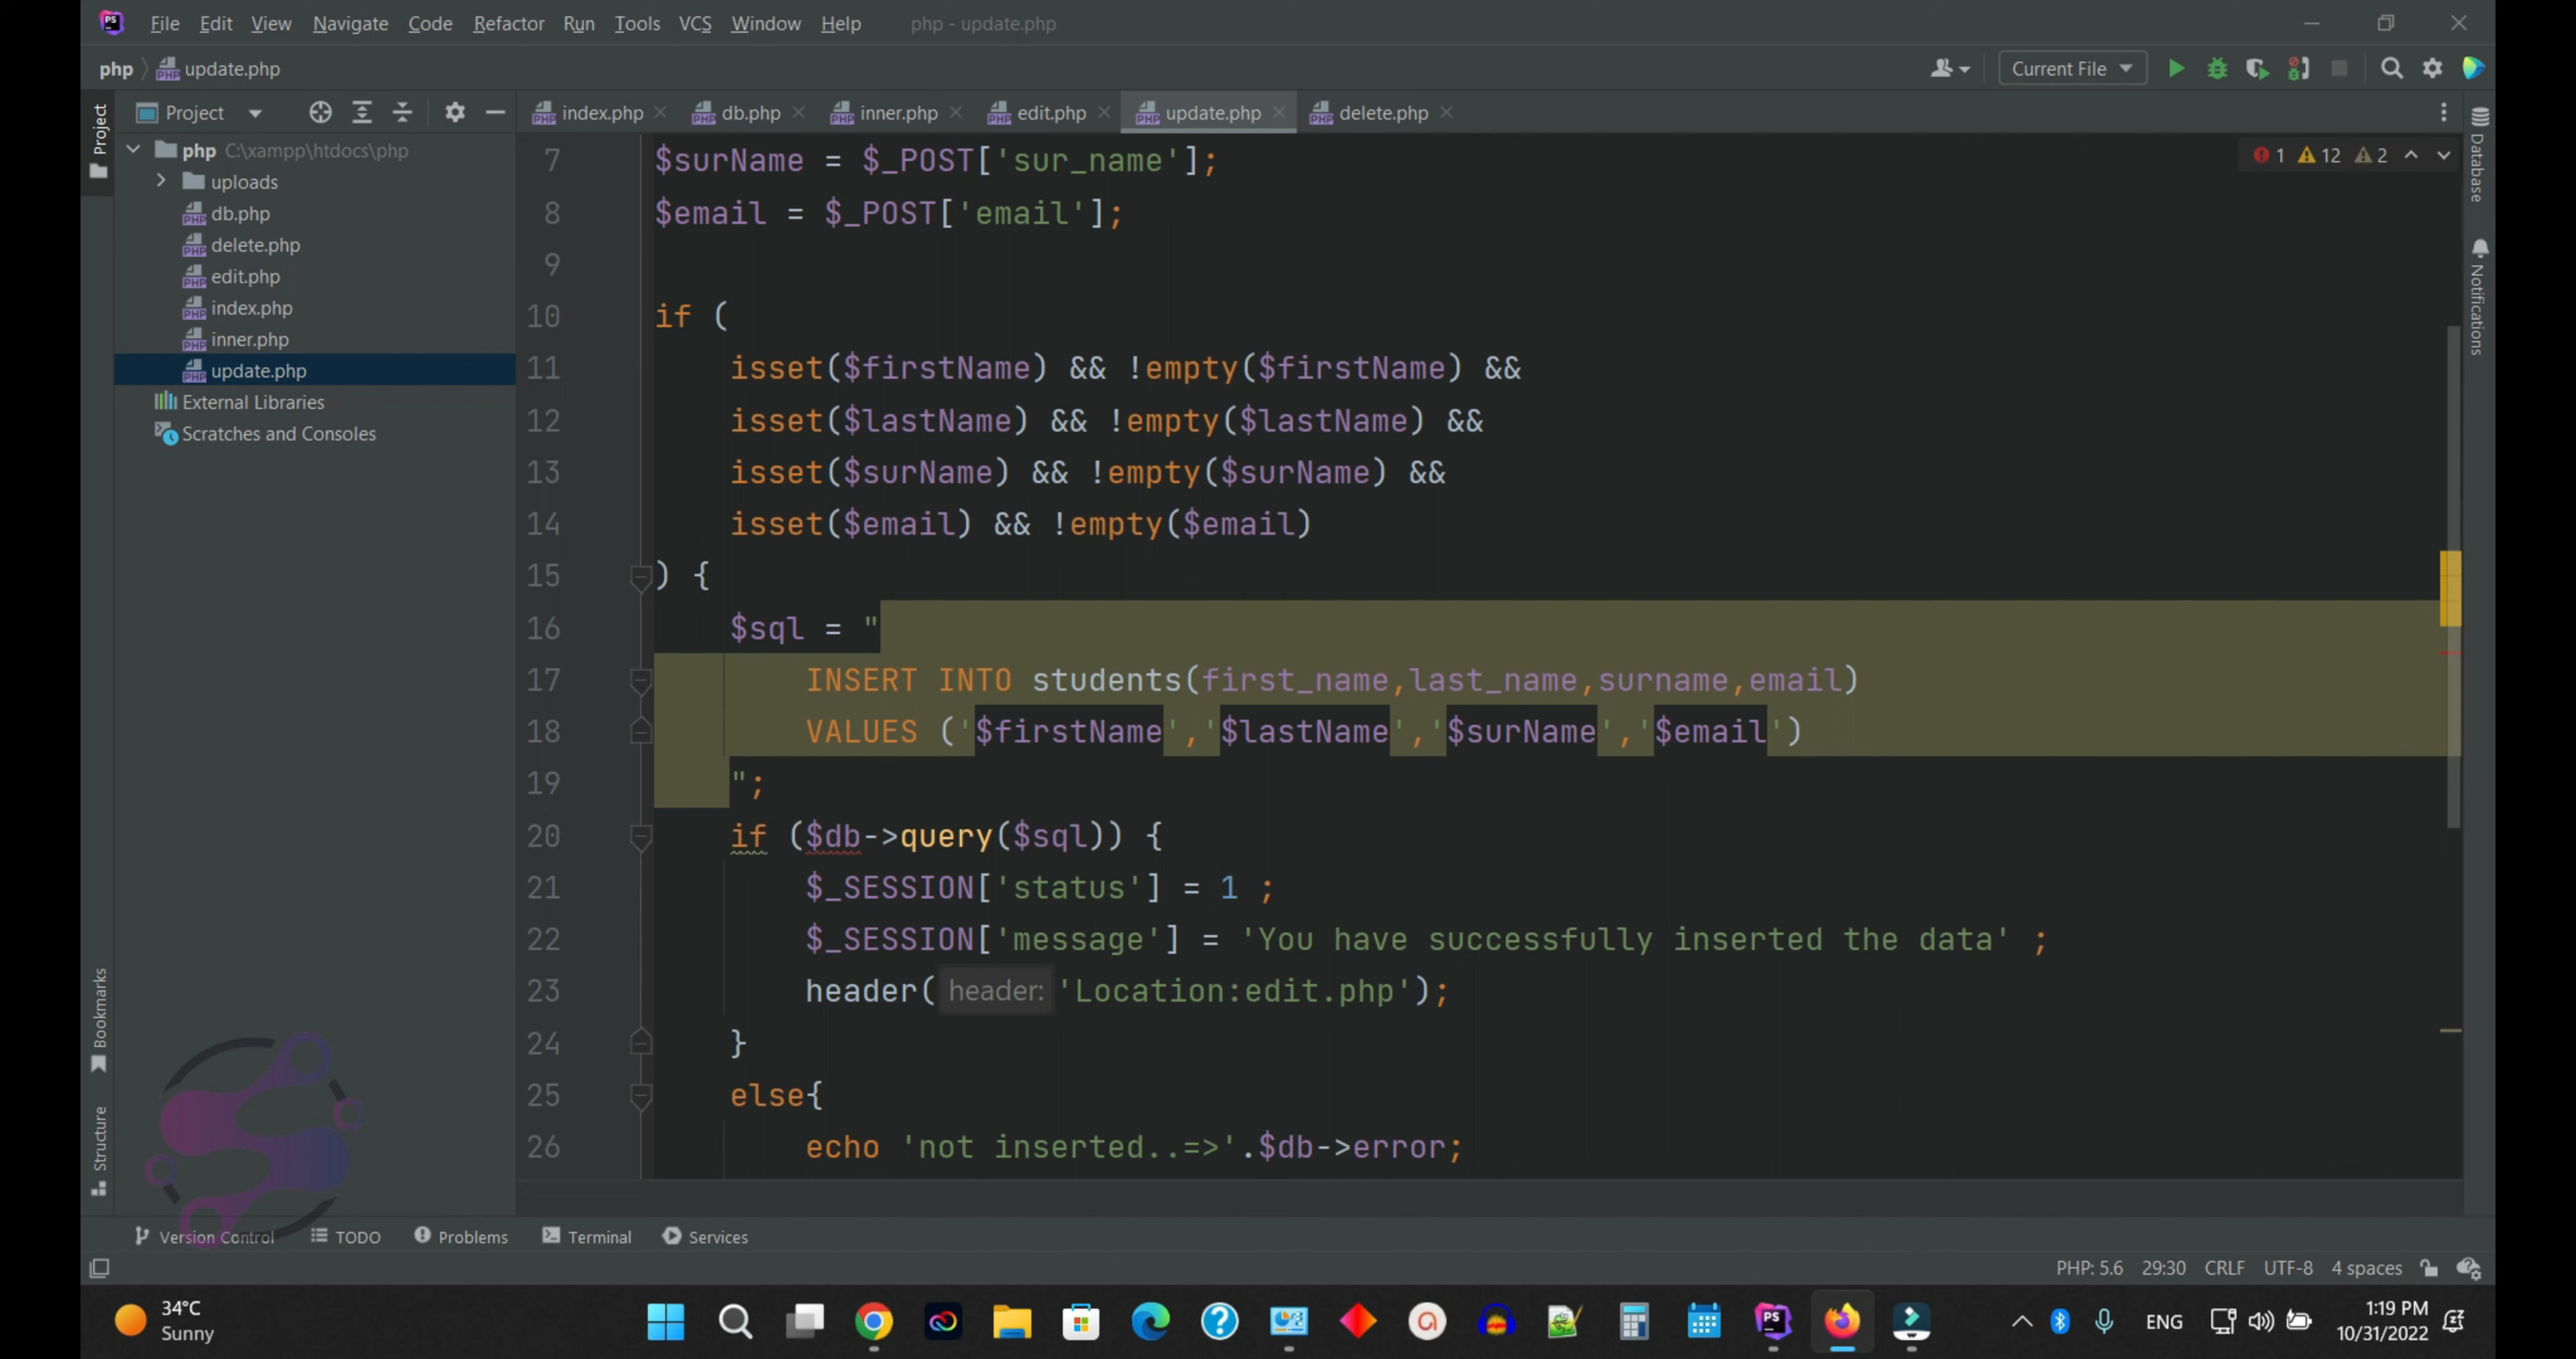 File Edit View Navigate Code Refactor Run Tools VCS Window Help php - update.php
php update.php Current File
Project index.php db.php inner.php edit.php update.php delete.php
Project
php C:\xampp\htdocs\php
uploads
db.php
delete.php
edit.php
index.php
inner.php
update.php
External Libraries
Scratches and Consoles
1 12 2
7 $surName = $_POST['sur_name'];
8 $email = $_POST['email'];
9
10 if (
11 isset($firstName) && !empty($firstName) &&
12 isset($lastName) && !empty($lastName) &&
13 isset($surName) && !empty($surName) &&
14 isset($email) && !empty($email)
15 ) {
16 $sql = "
17 INSERT INTO students(first_name,last_name,surname,email)
18 VALUES ('$firstName','$lastName','$surName','$email')
19 ";
20 if ($db->query($sql)) {
21 $_SESSION['status'] = 1 ;
22 $_SESSION['message'] = 'You have successfully inserted the data' ;
23 header( header: 'Location:edit.php');
24 }
25 else{
26 echo 'not inserted..=>'.$db->error;
Database
Notifications
Bookmarks
Structure
Version Control TODO Problems Terminal Services
PHP: 5.6 29:30 CRLF UTF-8 4 spaces
34°C
Sunny
ENG
1:19 PM
10/31/2022